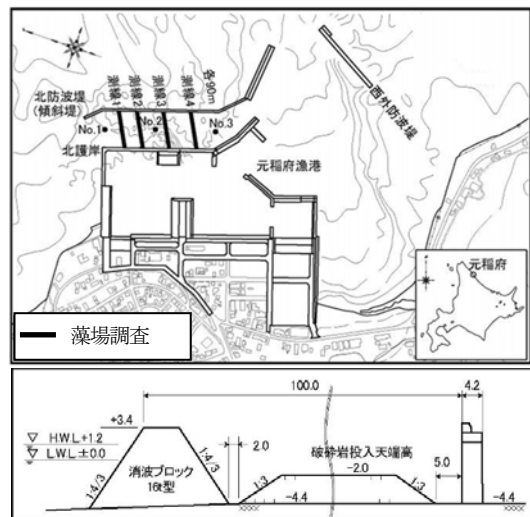 測線1
測線2
測線3
測線4
各90m
北防波堤
(傾斜堤)
No.1
No.2
No.3
北護岸
西外防波堤
元稲府漁港
元稲府
藻場調査
100.0
4.2
+3.4
HWL+1.2
LWL±0.0
2.0
破砕岩投入天端高
-2.0
1:4/3
消波ブロック
16t型
1:4/3
1:3
1:3
5.0
-4.4
-4.4
-4.4